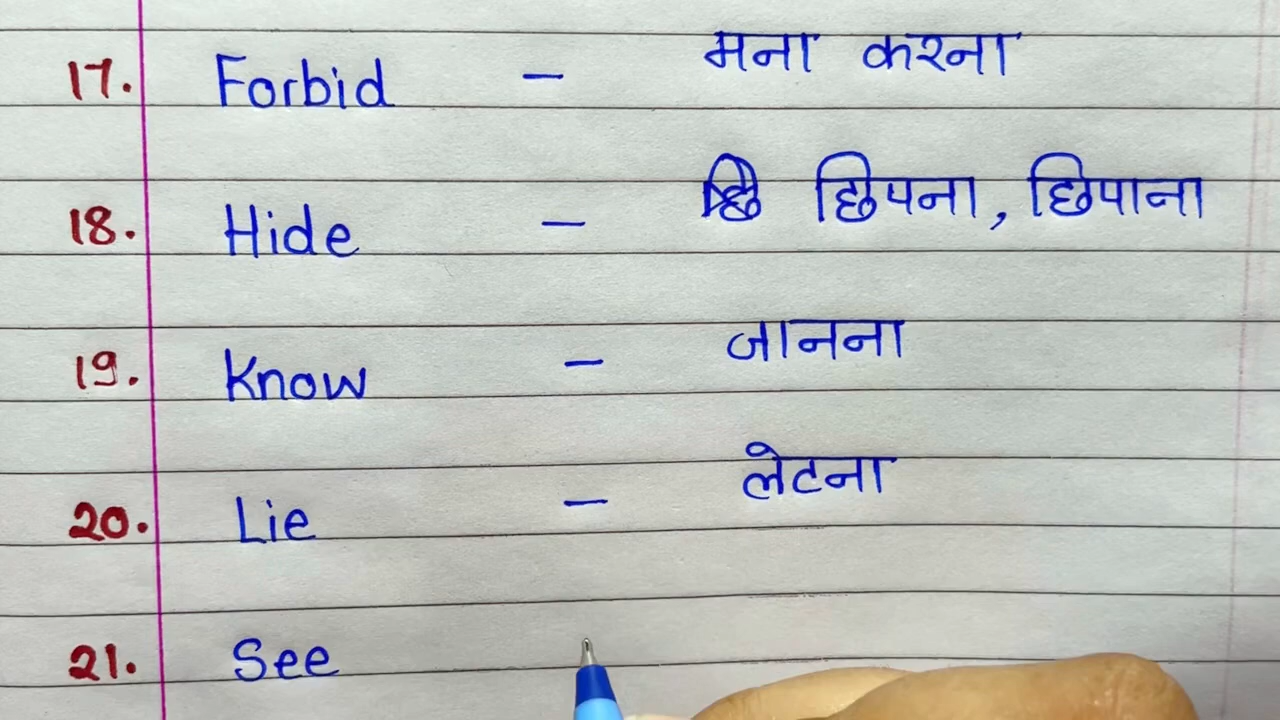 17. Forbid - मना करना
18. Hide - छिपना, छिपाना
19. Know - जानना
20. Lie - लेटना
21. See